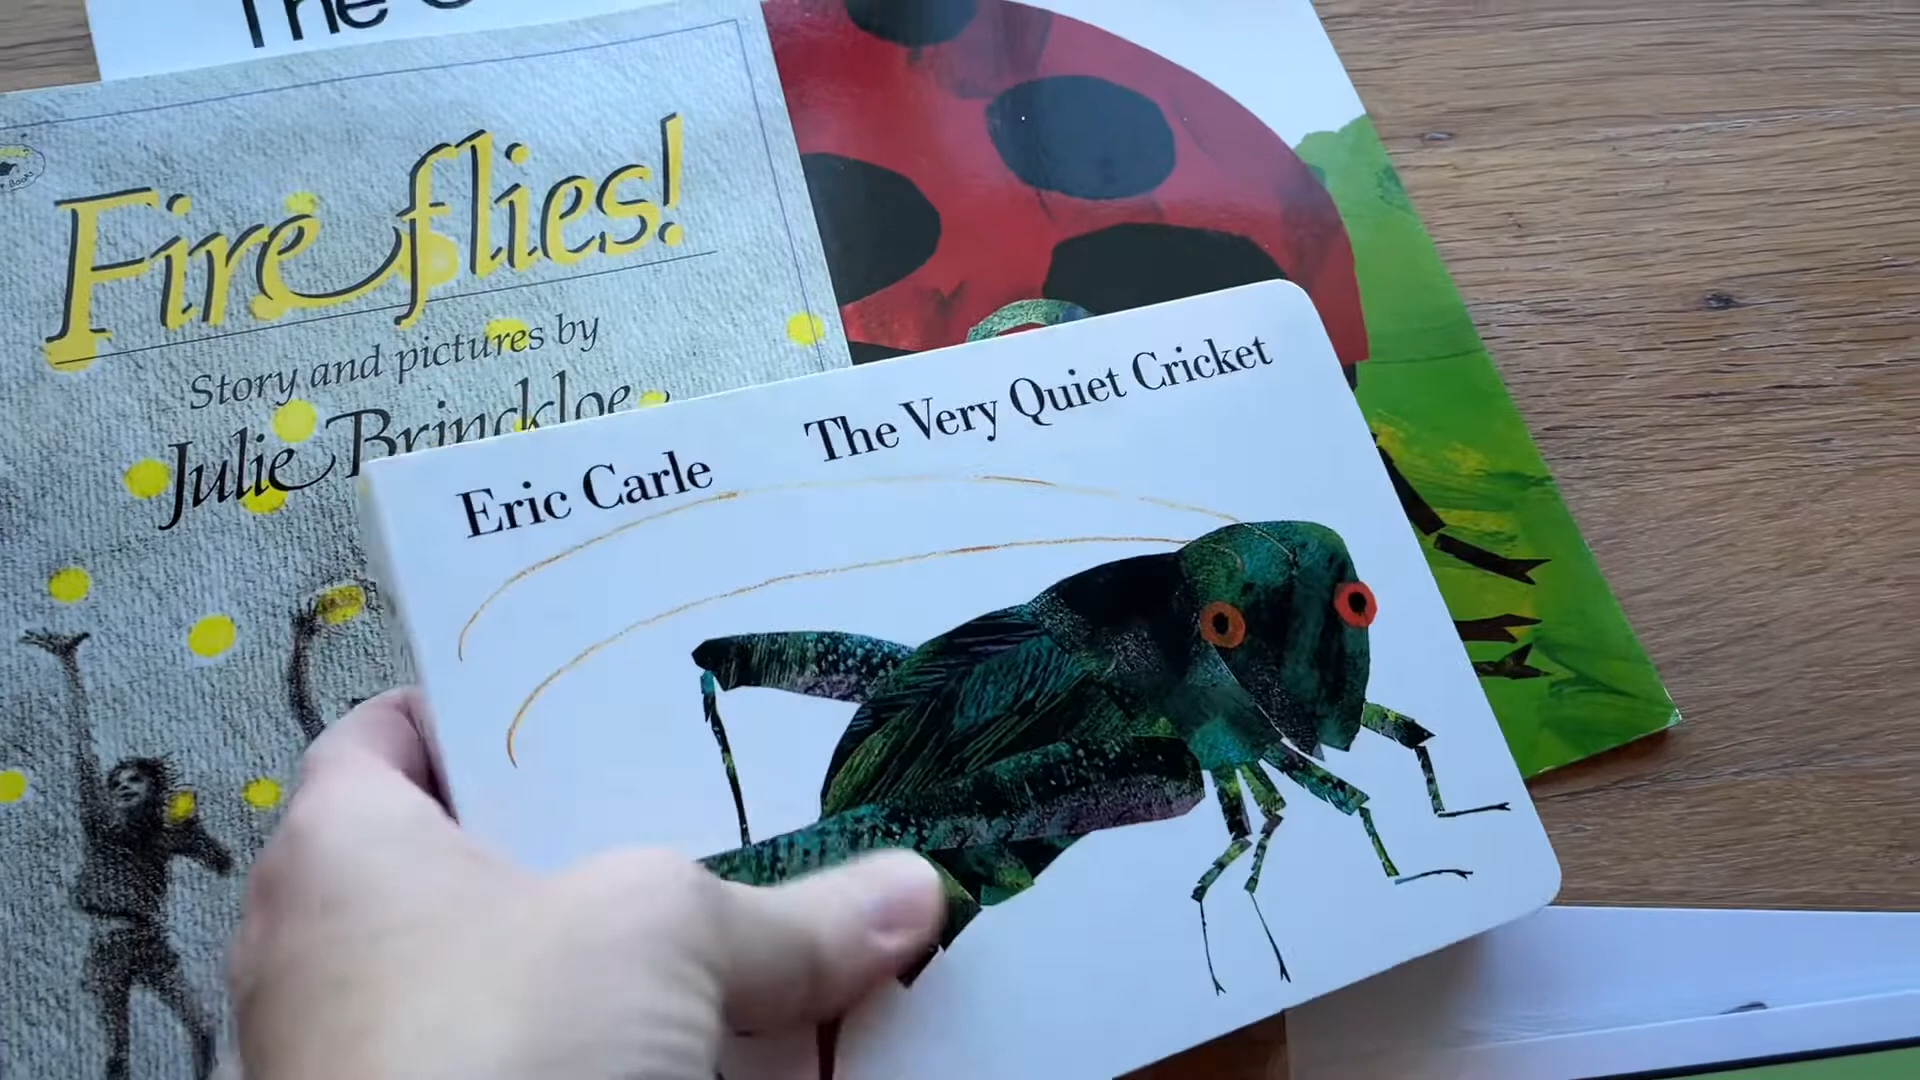 The
Fireflies!
Story and pictures by
Julie Brinckloe
Eric Carle The Very Quiet Cricket